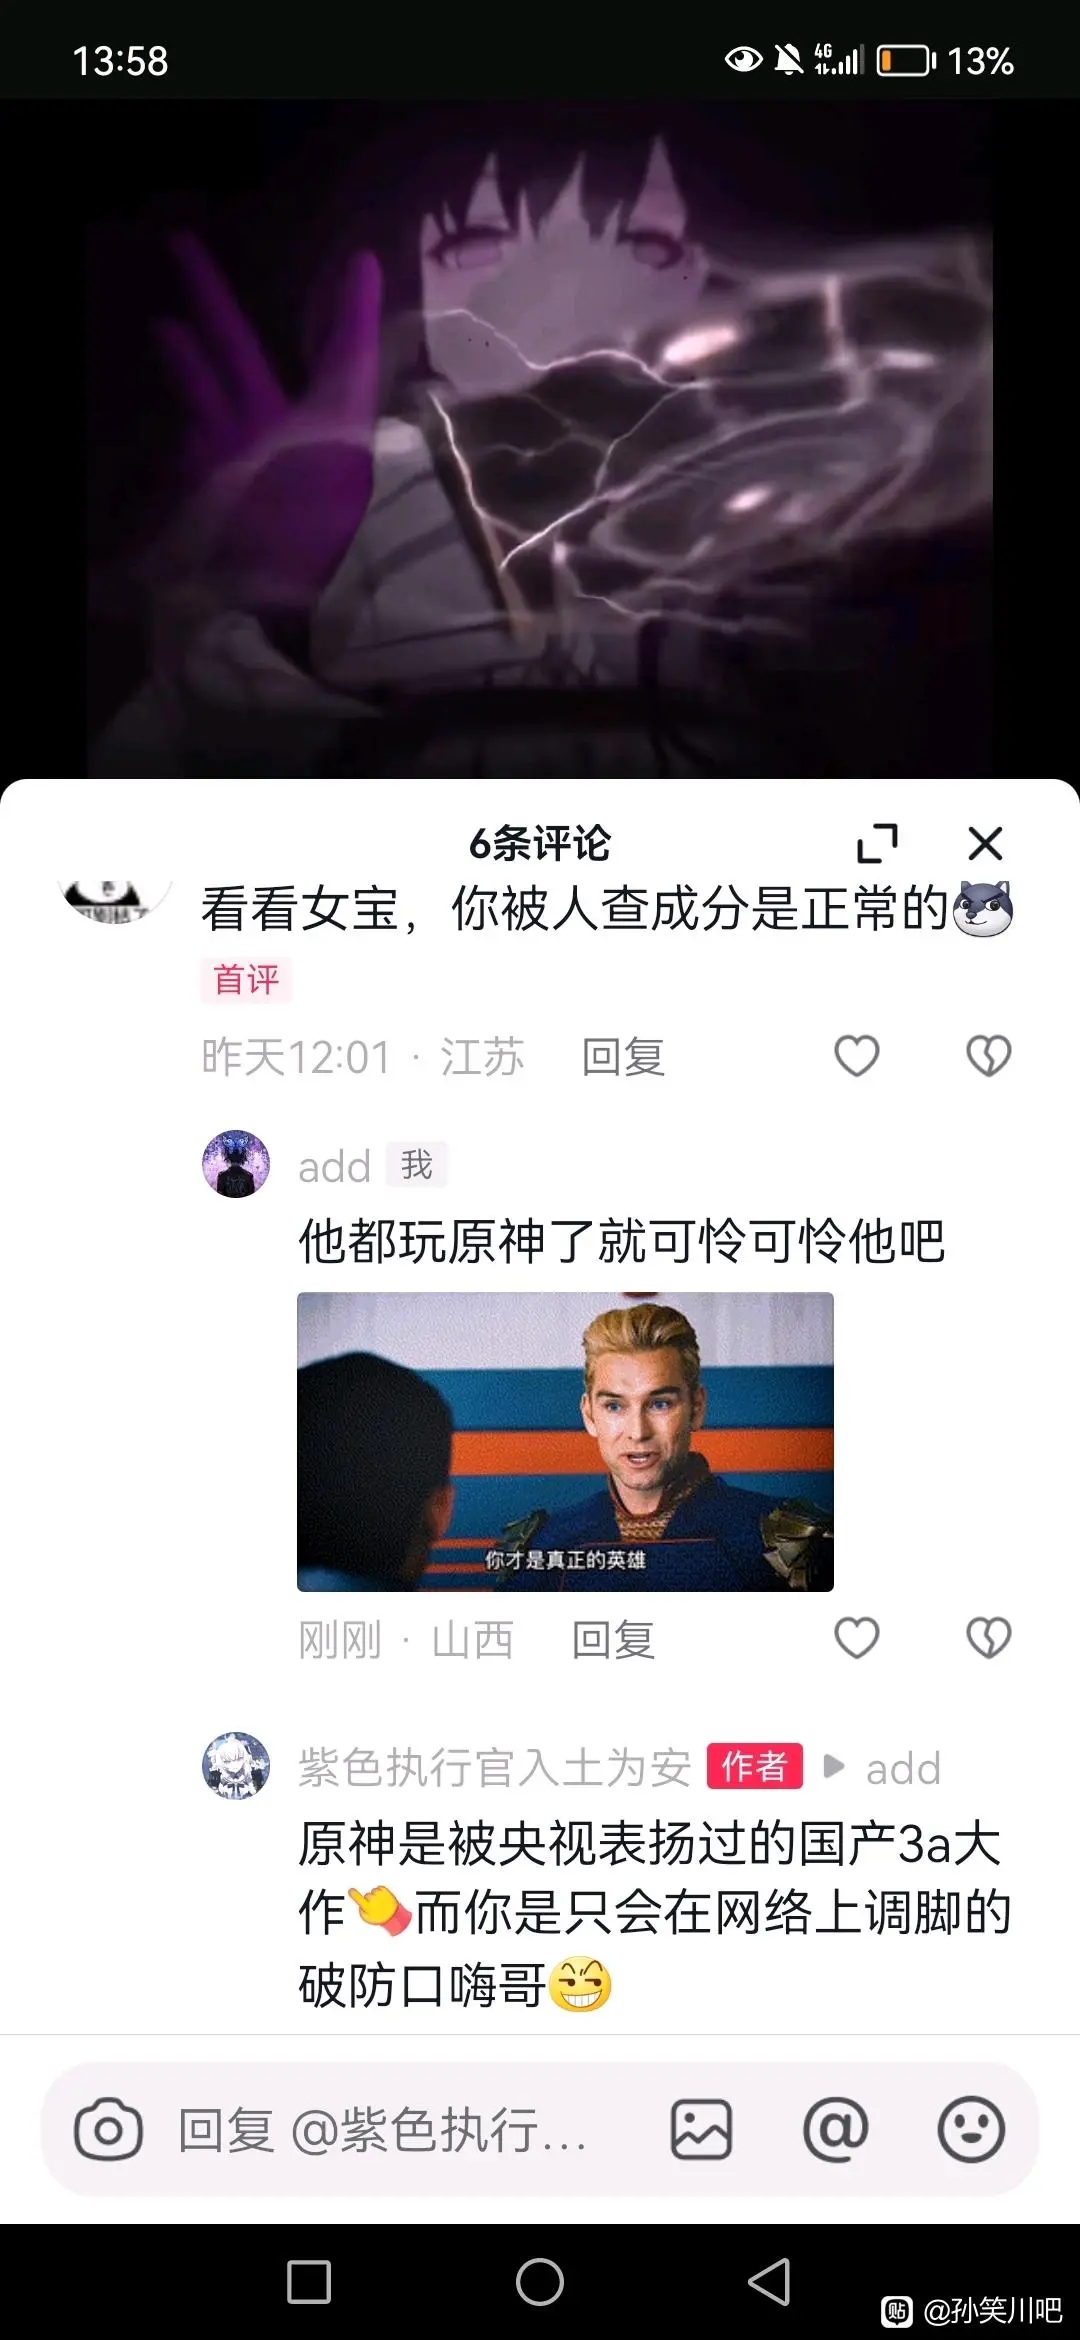 13:58
4G
13%
6条评论
看看女宝，你被人查成分是正常的
首评
昨天12:01 · 江苏 回复
add 我
他都玩原神了就可怜可怜他吧
你才是真正的英雄
刚刚 · 山西 回复
紫色执行官入土为安 作者 ▶ add
原神是被央视表扬过的国产3a大
作👆而你是只会在网络上调脚的
破防口嗨哥
回复 @紫色执行...
贴 @孙笑川吧